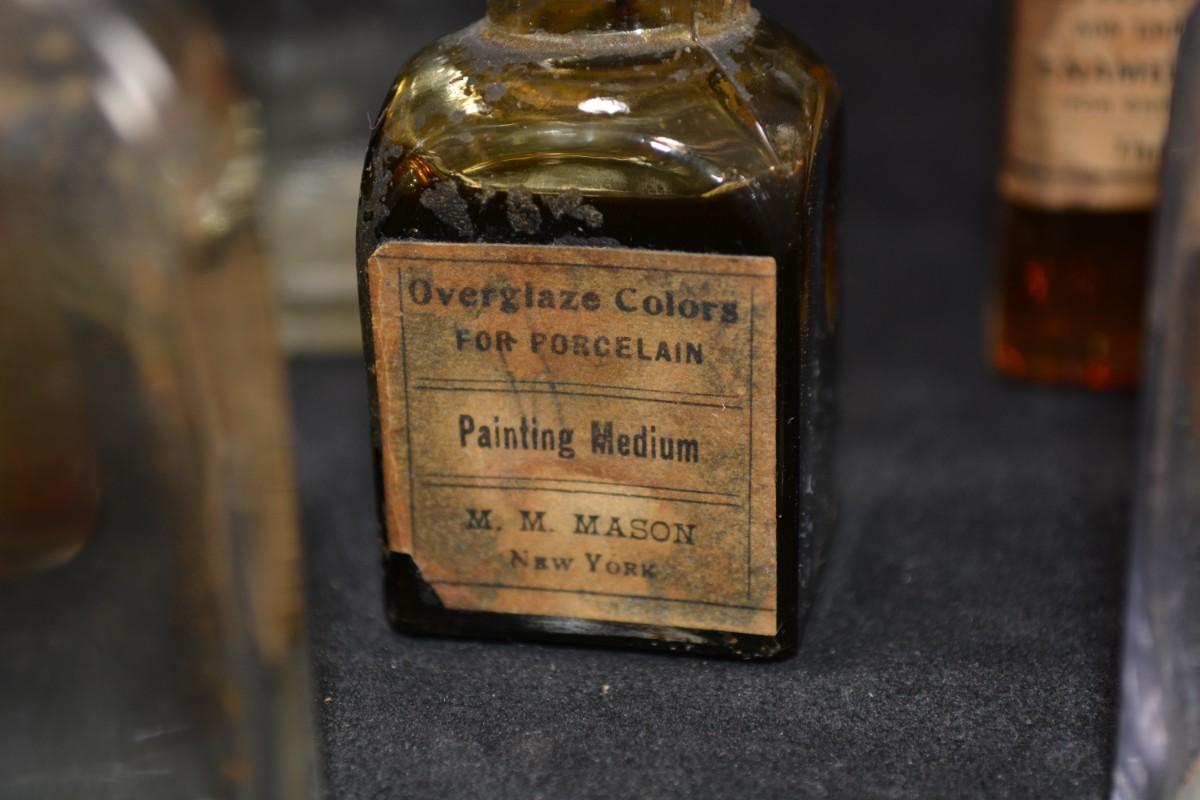 Overglaze Colors
FOR PORCELAIN
Painting Medium
M. M. MASON
NEW YORK